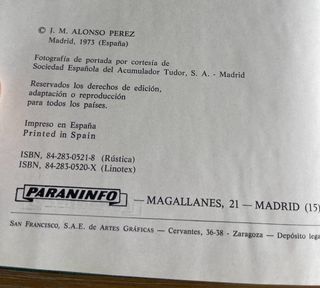 © J. M. ALONSO PEREZ
Madrid, 1973 (España)
Fotografía de portada por cortesía de
Sociedad Española del Acumulador Tudor, S. A. - Madrid
Reservados los derechos de edición,
adaptación o reproducción
para todos los países.
Impreso en España
Printed in Spain
ISBN, 84-283-0521-8 (Rústica)
ISBN, 84-283-0520-X (Linotex)
PARANINFO — MAGALLANES, 21 — MADRID (15)
SAN FRANCISCO, S.A.E. de ARTES GRÁFICAS — Cervantes, 36-38 - Zaragoza — Depósito lega